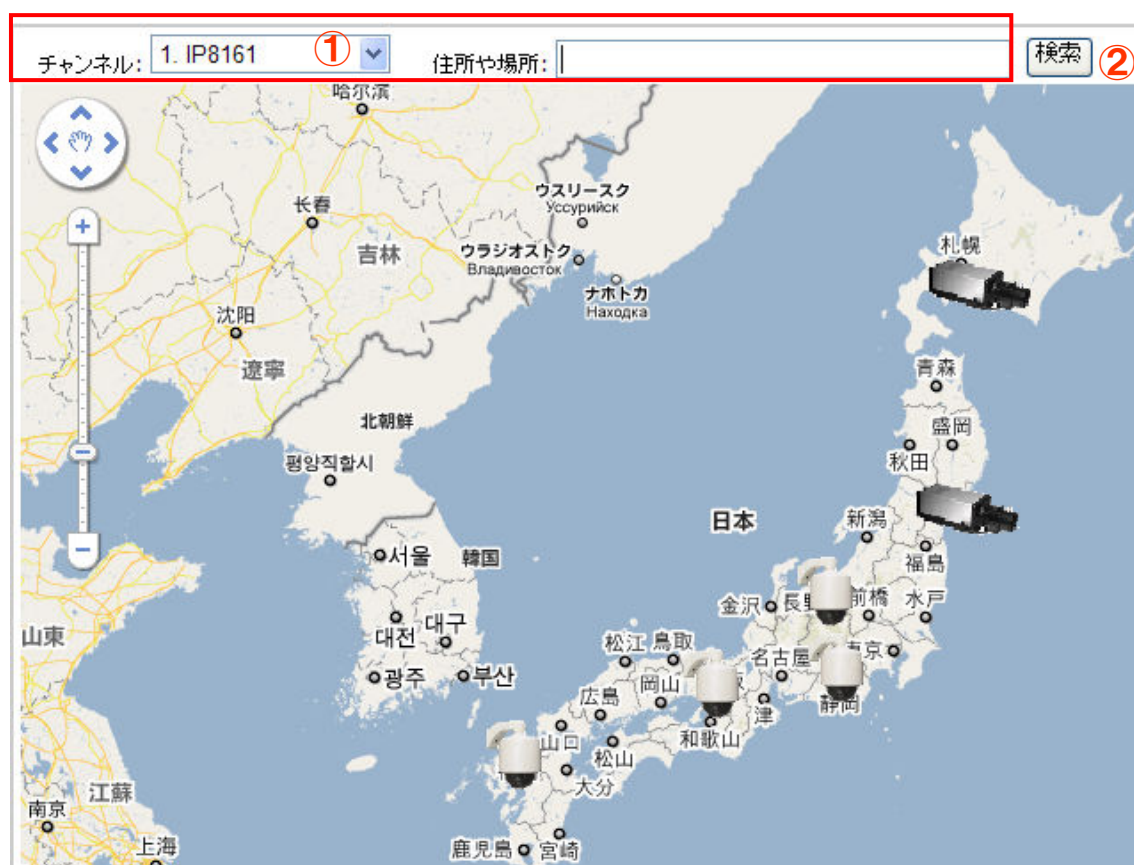 チャンネル: 1. IP8161 ① 住所や場所: 検索 ②
哈尔滨
ウスリースク
Уссурийск
长春
札幌
吉林
ウラジオストク
Владивосток
ナホトカ
Находка
沈阳
辽宁
青森
北朝鮮
盛岡
秋田
평양직할시
日本
新潟
서울 韓国
福島
金沢 長野 前橋 水戸
山東
대전 대구
松江 鳥取 名古屋 東京
광주 부산
岡山
広島
静岡
津
和歌山
山口
松山
大分
江蘇
南京
上海
鹿児島 宮崎